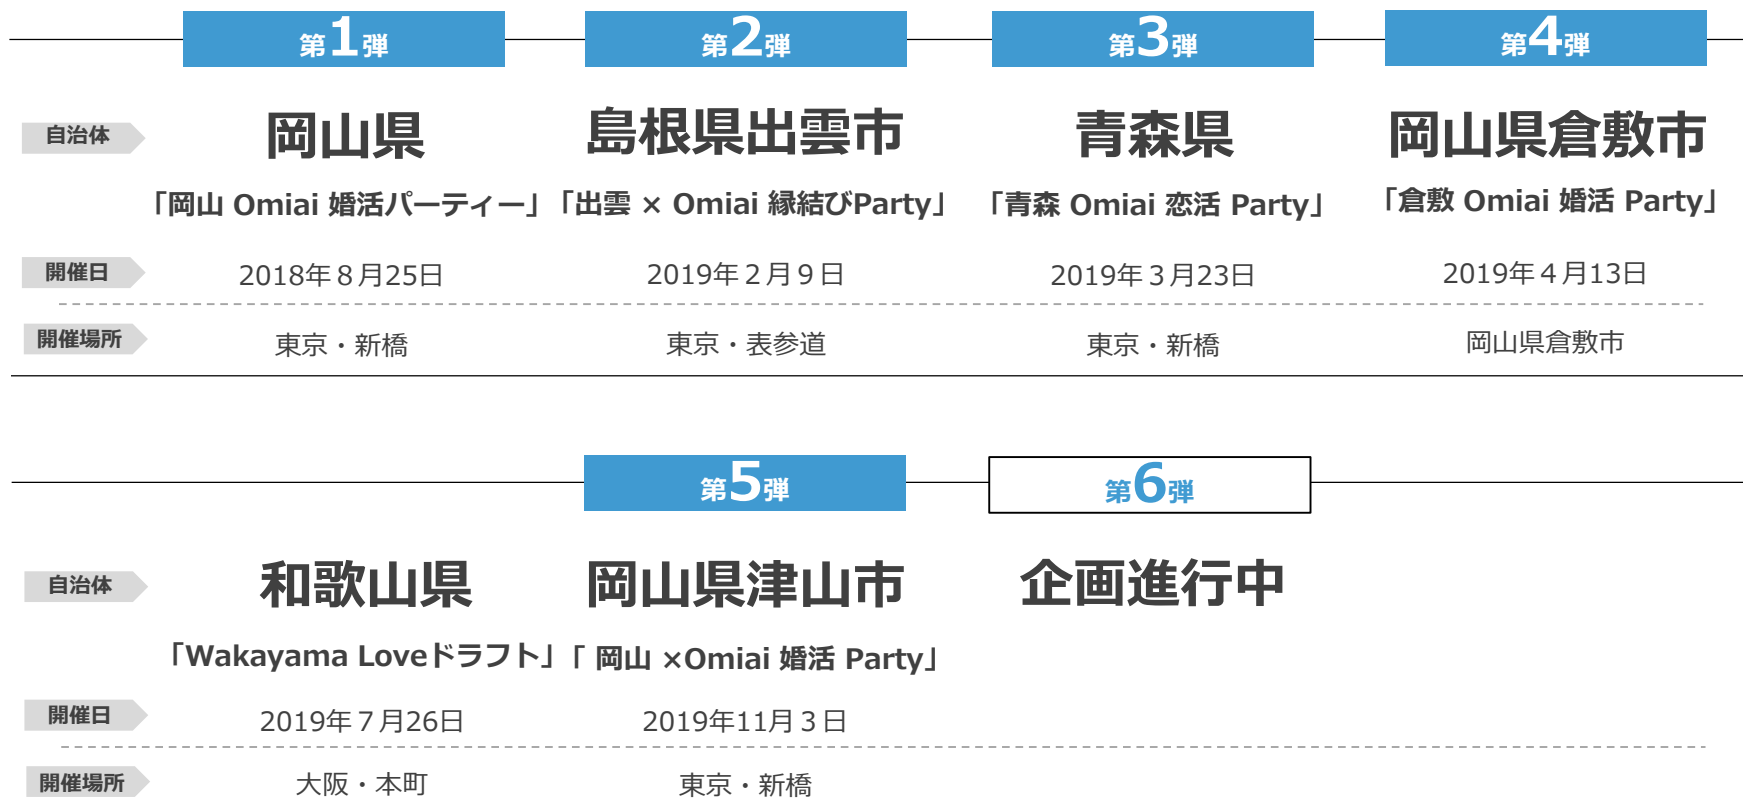 第1弾 第2弾 第3弾 第4弾
自治体 岡山県 島根県出雲市 青森県 岡山県倉敷市
「岡山 Omiai 婚活パーティー」 「出雲 × Omiai 縁結びParty」 「青森 Omiai 恋活 Party」 「倉敷 Omiai 婚活 Party」
開催日 2018年８月25日 2019年２月９日 2019年３月23日 2019年４月13日
開催場所 東京・新橋 東京・表参道 東京・新橋 岡山県倉敷市
第5弾 第6弾
自治体 和歌山県 岡山県津山市 企画進行中
「Wakayama Loveドラフト」 「 岡山 ×Omiai 婚活 Party」
開催日 2019年７月26日 2019年11月３日
開催場所 大阪・本町 東京・新橋